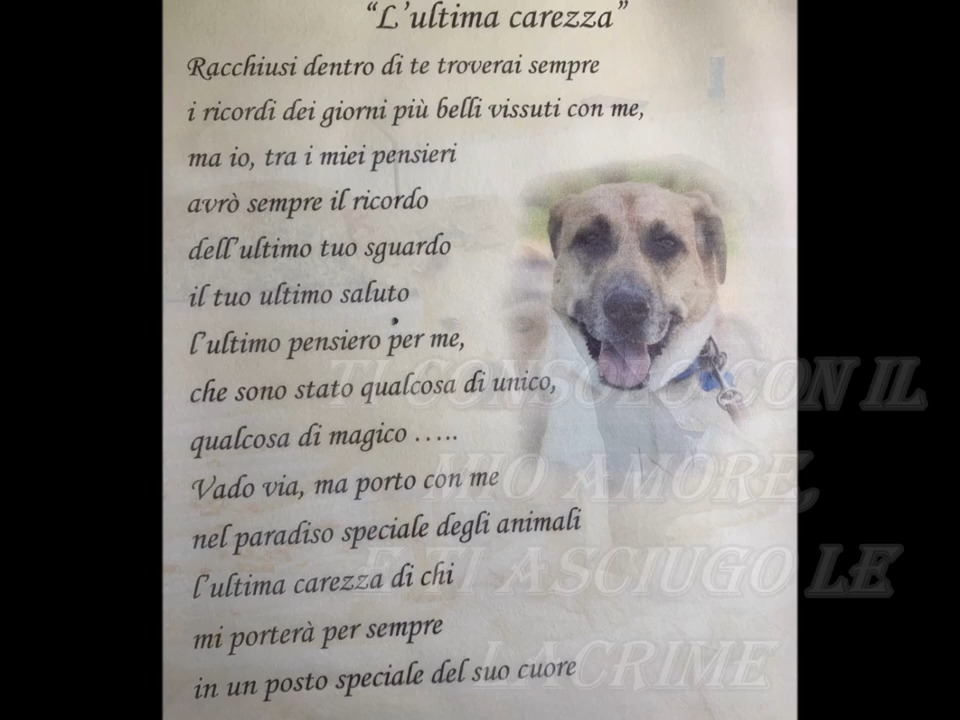 “L’ultima carezza”
Racchiusi dentro di te troverai sempre
i ricordi dei giorni più belli vissuti con me,
ma io, tra i miei pensieri
avrò sempre il ricordo
dell’ultimo tuo sguardo
il tuo ultimo saluto
l’ultimo pensiero per me,
che sono stato qualcosa di unico,
qualcosa di magico …..
Vado via, ma porto con me
nel paradiso speciale degli animali
l’ultima carezza di chi
mi porterà per sempre
in un posto speciale del suo cuore
TI CONSOLO CON IL
MIO AMORE,
E TI ASCIUGO LE
LACRIME